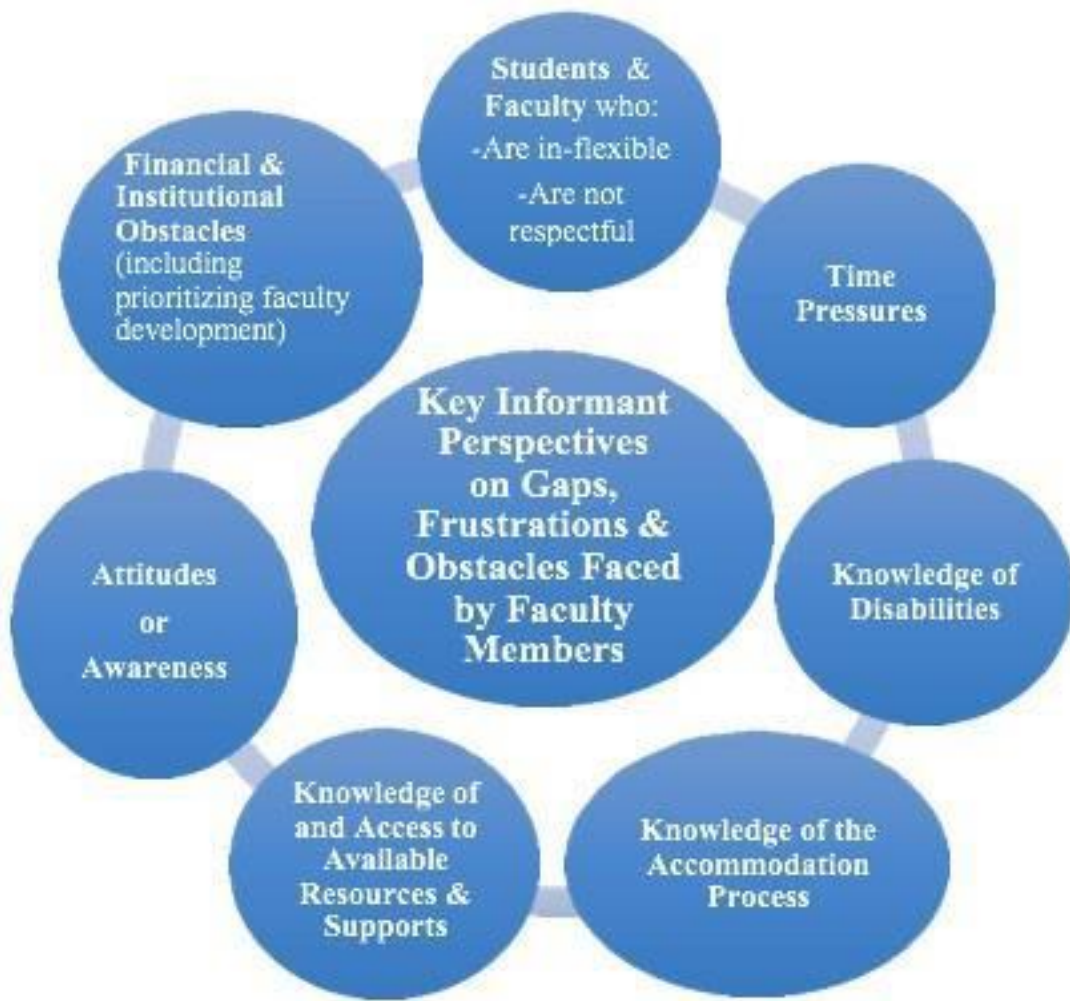 Students &
Faculty who:
-Are in-flexible
-Are not
respectful
Time
Pressures
Knowledge of
Disabilities
Knowledge of the
Accommodation
Process
Knowledge of
and Access to
Available
Resources &
Supports
Attitudes
or
Awareness
Financial &
Institutional
Obstacles
(including
prioritizing faculty
development)
Key Informant
Perspectives
on Gaps,
Frustrations &
Obstacles Faced
by Faculty
Members